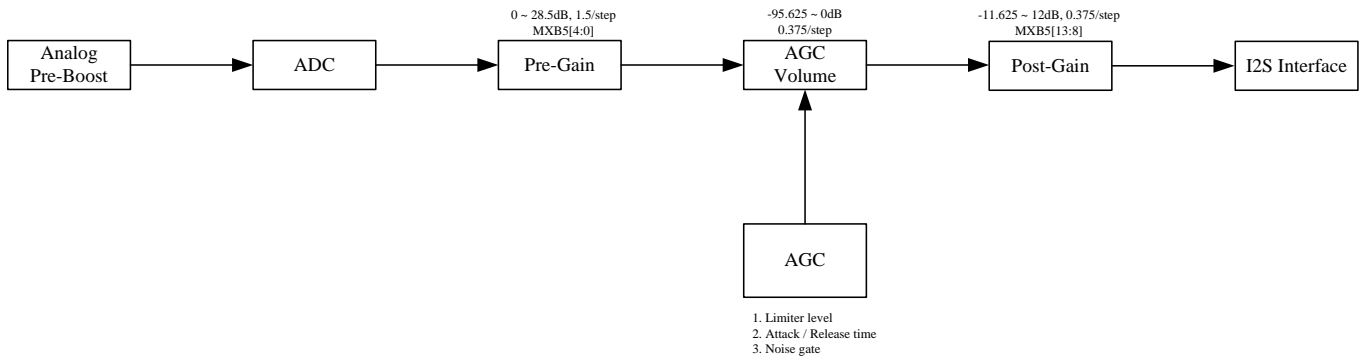 0 ~ 28.5dB, 1.5/step
MXB5[4:0]
-95.625 ~ 0dB
0.375/step
-11.625 ~ 12dB, 0.375/step
MXB5[13:8]
Analog
Pre-Boost
ADC
Pre-Gain
AGC
Volume
Post-Gain
I2S Interface
AGC
1. Limiter level
2. Attack / Release time
3. Noise gate